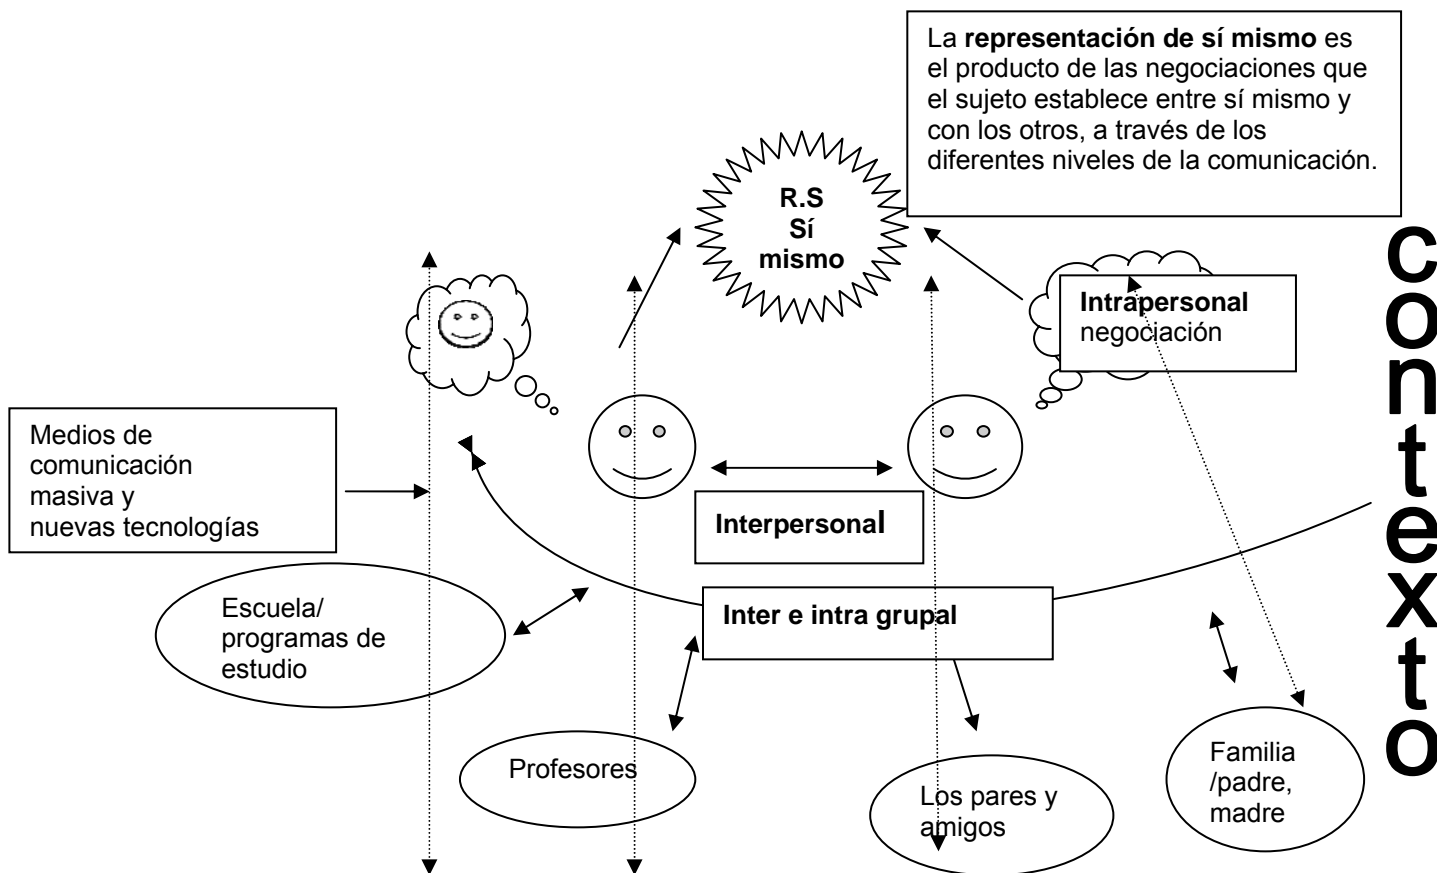 La representación de sí mismo es
el producto de las negociaciones que
el sujeto establece entre sí mismo y
con los otros, a través de los
diferentes niveles de la comunicación.
R.S
Sí
mismo
Intrapersonal
negociación
Contexto
Medios de
comunicación
masiva y
nuevas tecnologías
Interpersonal
Inter e intra grupal
Escuela/
programas de
estudio
Profesores
Los pares y
amigos
Familia
/padre,
madre